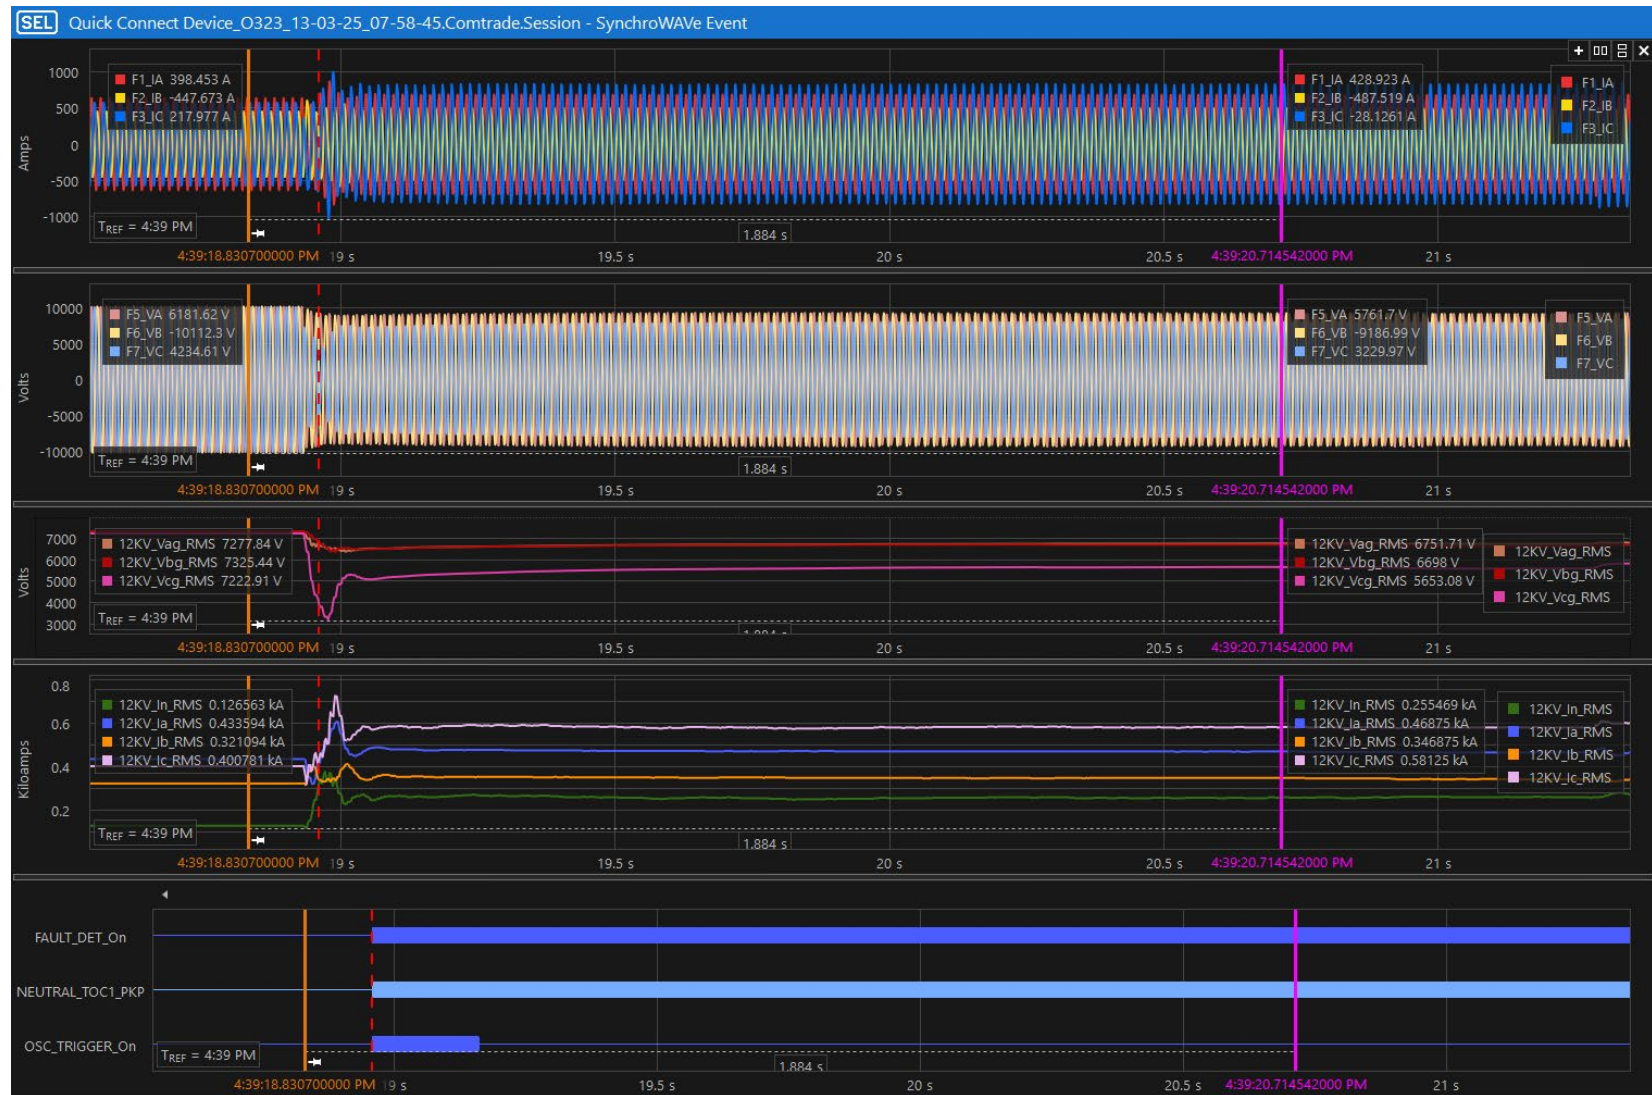 SEL Quick Connect Device_O323_13-03-25_07-58-45.Comtrade.Session - SynchroWAVe Event
Amps
1000
500
0
-500
-1000
F1_IA 398.453 A
F2_IB -447.673 A
F3_IC 217.977 A
F1_IA 428.923 A
F2_IB -487.519 A
F3_IC -28.1261 A
F1_IA
F2_IB
F3_IC
TREF = 4:39 PM
1.884 s
4:39:18.830700000 PM 19 s 19.5 s 20 s 20.5 s 4:39:20.714542000 PM 21 s
Volts
10000
5000
0
-5000
-10000
F5_VA 6181.62 V
F6_VB -10112.3 V
F7_VC 4234.61 V
F5_VA 5761.7 V
F6_VB -9186.99 V
F7_VC 3229.97 V
F5_VA
F6_VB
F7_VC
TREF = 4:39 PM
1.884 s
4:39:18.830700000 PM 19 s 19.5 s 20 s 20.5 s 4:39:20.714542000 PM 21 s
Volts
7000
6000
5000
4000
3000
12KV_Vag_RMS 7277.84 V
12KV_Vbg_RMS 7325.44 V
12KV_Vcg_RMS 7222.91 V
12KV_Vag_RMS 6751.71 V
12KV_Vbg_RMS 6698 V
12KV_Vcg_RMS 5653.08 V
12KV_Vag_RMS
12KV_Vbg_RMS
12KV_Vcg_RMS
TREF = 4:39 PM
1.884 s
4:39:18.830700000 PM 19 s 19.5 s 20 s 20.5 s 4:39:20.714542000 PM 21 s
Kiloamps
0.8
0.6
0.4
0.2
12KV_In_RMS 0.126563 kA
12KV_Ia_RMS 0.433594 kA
12KV_Ib_RMS 0.321094 kA
12KV_Ic_RMS 0.400781 kA
12KV_In_RMS 0.255469 kA
12KV_Ia_RMS 0.46875 kA
12KV_Ib_RMS 0.346875 kA
12KV_Ic_RMS 0.58125 kA
12KV_In_RMS
12KV_Ia_RMS
12KV_Ib_RMS
12KV_Ic_RMS
TREF = 4:39 PM
1.884 s
4:39:18.830700000 PM 19 s 19.5 s 20 s 20.5 s 4:39:20.714542000 PM 21 s
FAULT_DET_On
NEUTRAL_TOC1_PKP
OSC_TRIGGER_On
TREF = 4:39 PM
1.884 s
4:39:18.830700000 PM 19 s 19.5 s 20 s 20.5 s 4:39:20.714542000 PM 21 s